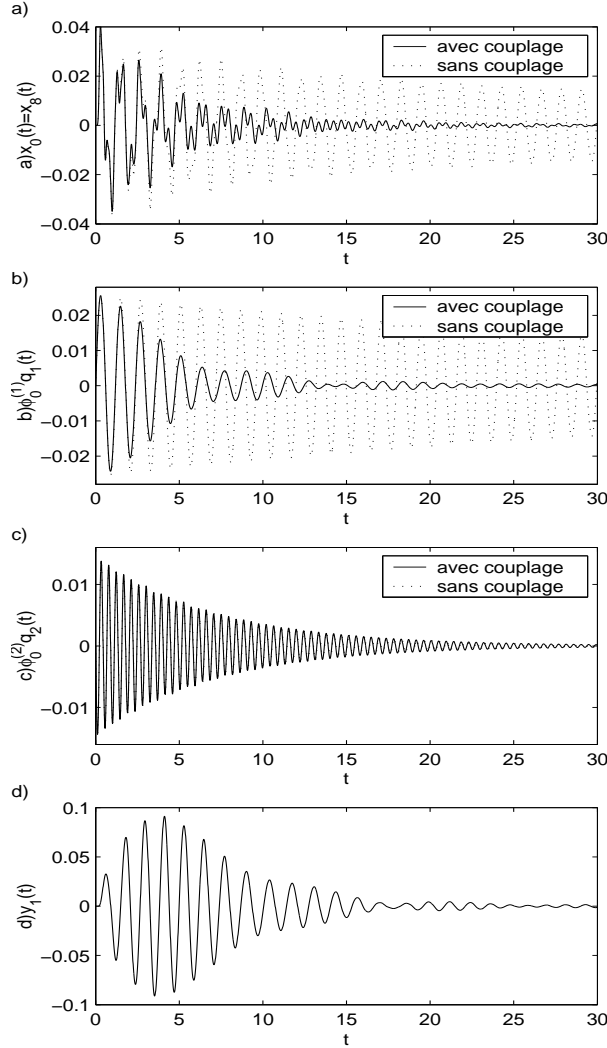 a)
0.04
0.02
0
−0.02
−0.04
a)x₀(t)=x₈(t)
avec couplage
sans couplage
0 5 10 15 20 25 30
t
b)
0.02
0.01
0
−0.01
−0.02
b)ϕ₀⁽¹⁾q₁(t)
avec couplage
sans couplage
0 5 10 15 20 25 30
t
c)
0.01
0
−0.01
c)ϕ₀⁽²⁾q₂(t)
avec couplage
sans couplage
0 5 10 15 20 25 30
t
d)
0.1
0.05
0
−0.05
−0.1
d)y₁(t)
0 5 10 15 20 25 30
t